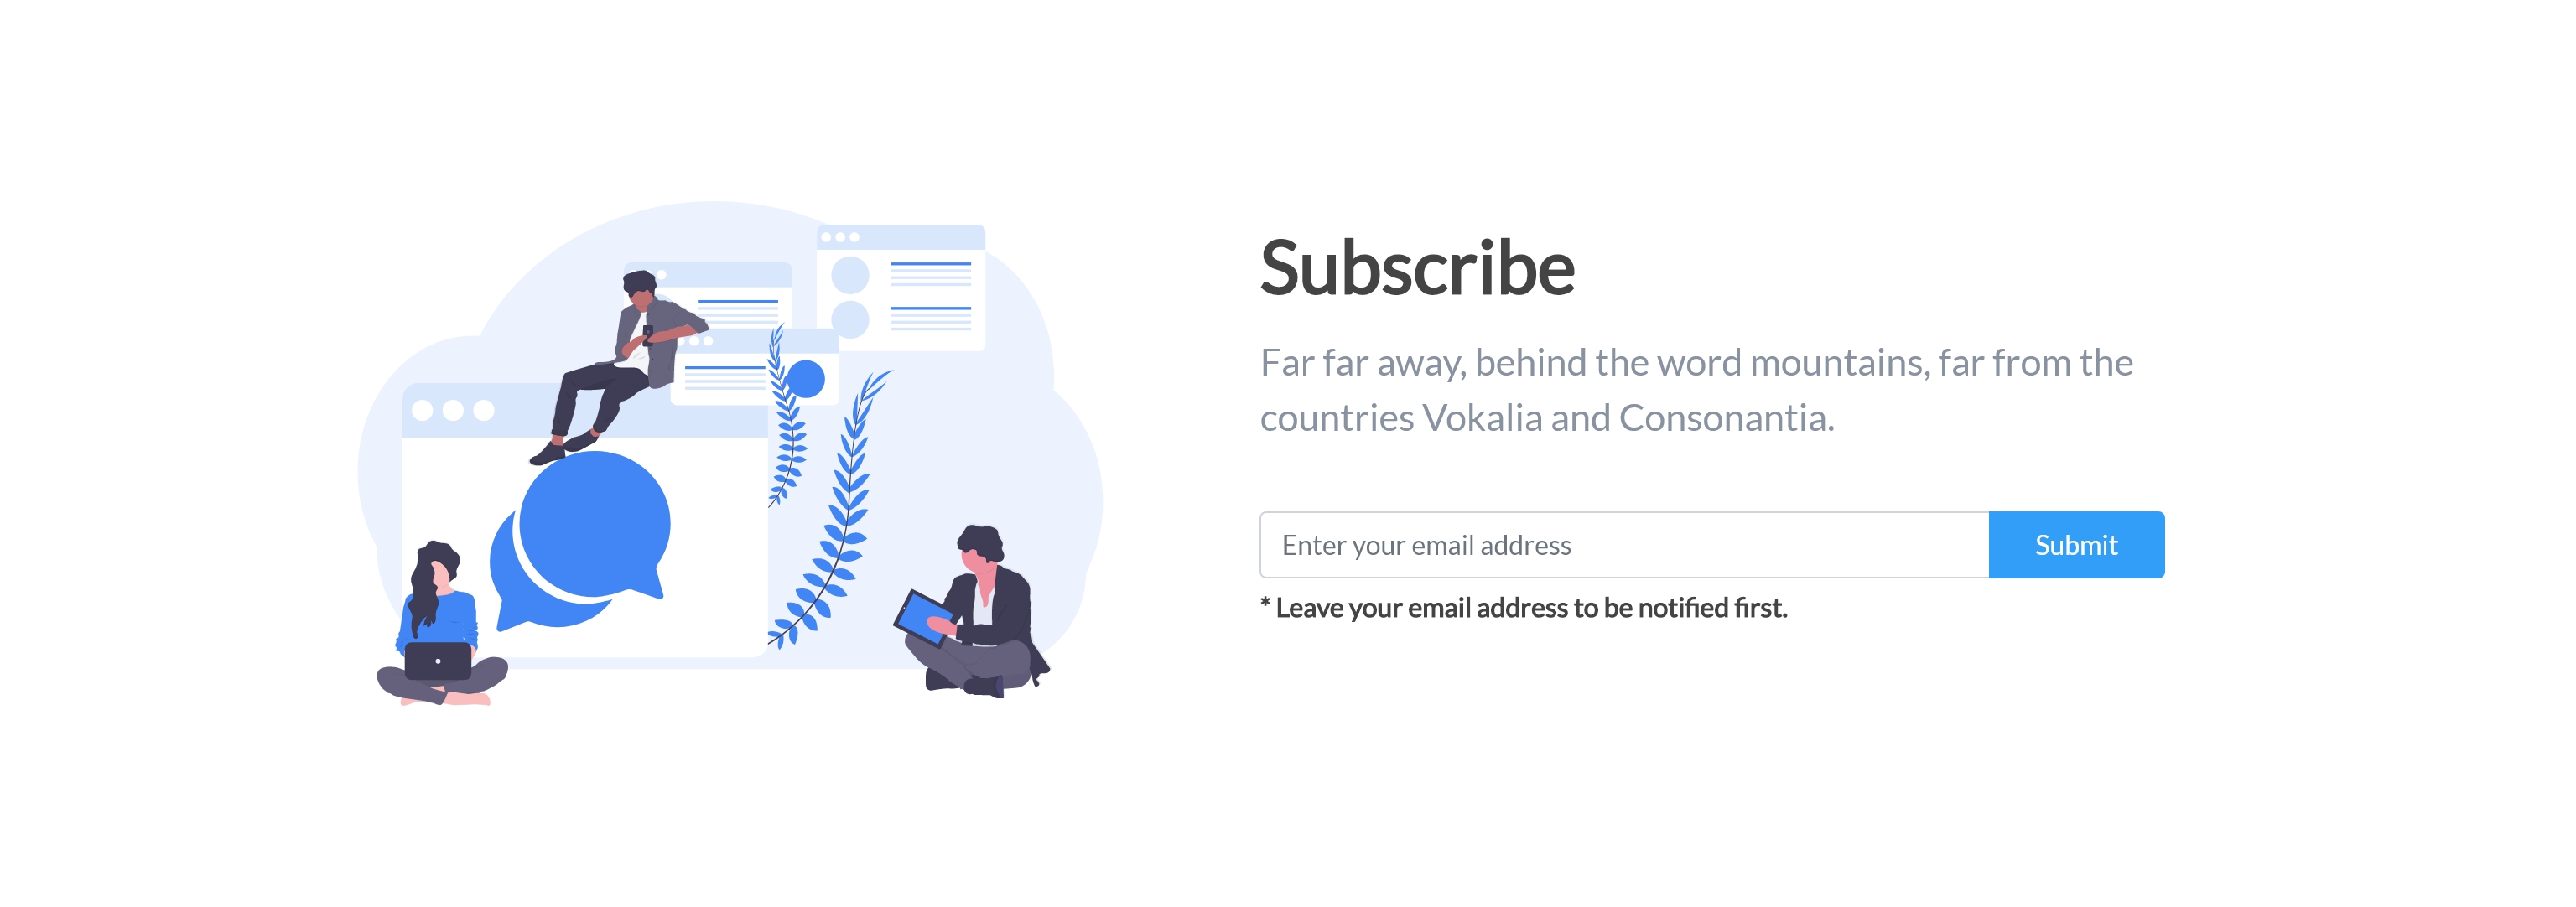 Subscribe
Far far away, behind the word mountains, far from the
countries Vokalia and Consonantia.
Enter your email address
Submit
* Leave your email address to be notified first.